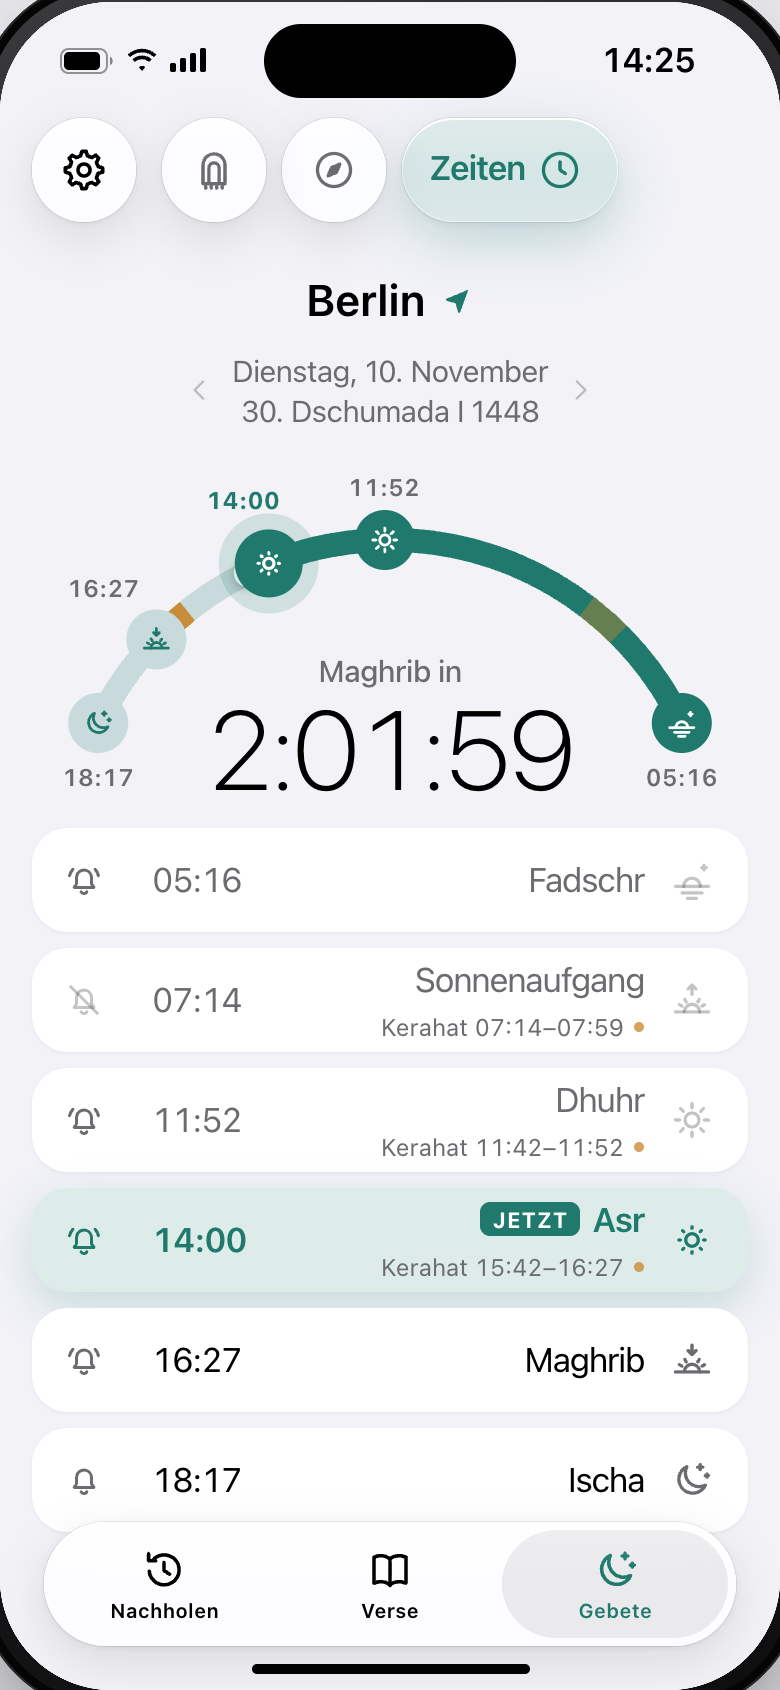 14:25
Zeiten
Berlin
Dienstag, 10. November
30. Dschumada I 1448
11:52
14:00
16:27
Maghrib in
2:01:59
18:17
05:16
05:16 Fadschr
07:14 Sonnenaufgang
Kerahat 07:14–07:59
11:52 Dhuhr
Kerahat 11:42–11:52
14:00 JETZT Asr
Kerahat 15:42–16:27
16:27 Maghrib
18:17 Ischa
Nachholen Verse Gebete